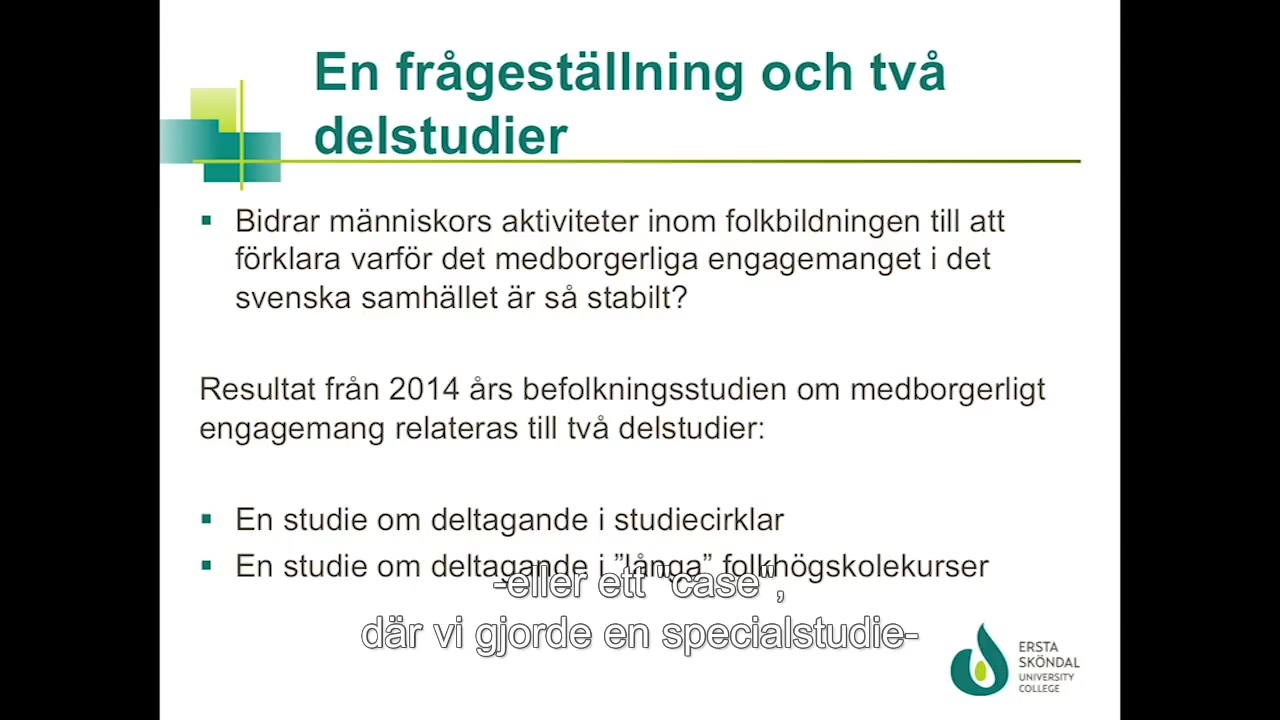 En frågeställning och två
delstudier
▪ Bidrar människors aktiviteter inom folkbildningen till att
förklara varför det medborgerliga engagemanget i det
svenska samhället är så stabilt?
Resultat från 2014 års befolkningsstudien om medborgerligt
engagemang relateras till två delstudier:
▪ En studie om deltagande i studiecirklar
▪ En studie om deltagande i ”långa” folkhögskolekurser
-eller ett "case",
där vi gjorde en specialstudie-
ERSTA
SKÖNDAL
UNIVERSITY
COLLEGE